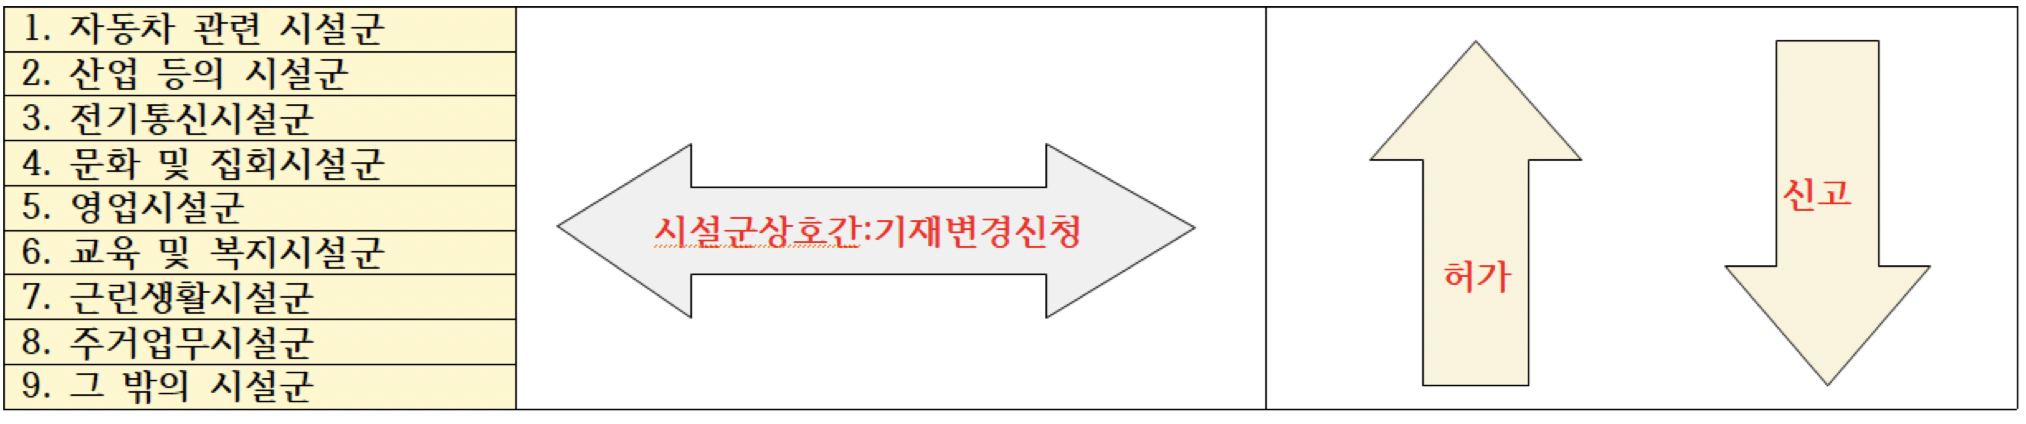 1. 자동차 관련 시설군
2. 산업 등의 시설군
3. 전기통신시설군
4. 문화 및 집회시설군
5. 영업시설군
6. 교육 및 복지시설군
7. 근린생활시설군
8. 주거업무시설군
9. 그 밖의 시설군
시설군상호간:기재변경신청
허가
신고